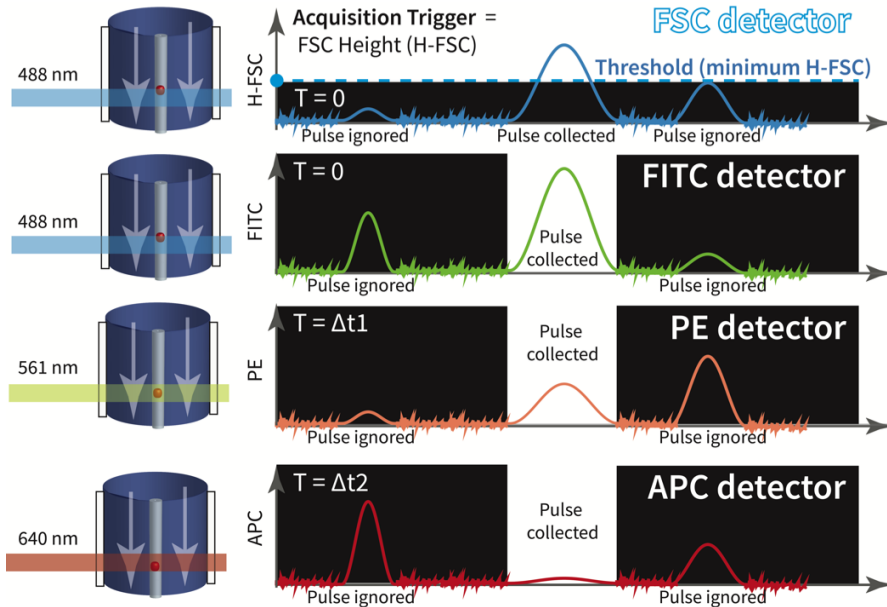 Acquisition Trigger =
FSC Height (H-FSC)
FSC detector
488 nm
H-FSC
Threshold (minimum H-FSC)
T = 0
Pulse ignored
Pulse collected
Pulse ignored
488 nm
FITC
T = 0
FITC detector
Pulse
collected
Pulse ignored
Pulse ignored
561 nm
PE
T = Δt1
PE detector
Pulse
collected
Pulse ignored
Pulse ignored
640 nm
APC
T = Δt2
APC detector
Pulse
collected
Pulse ignored
Pulse ignored